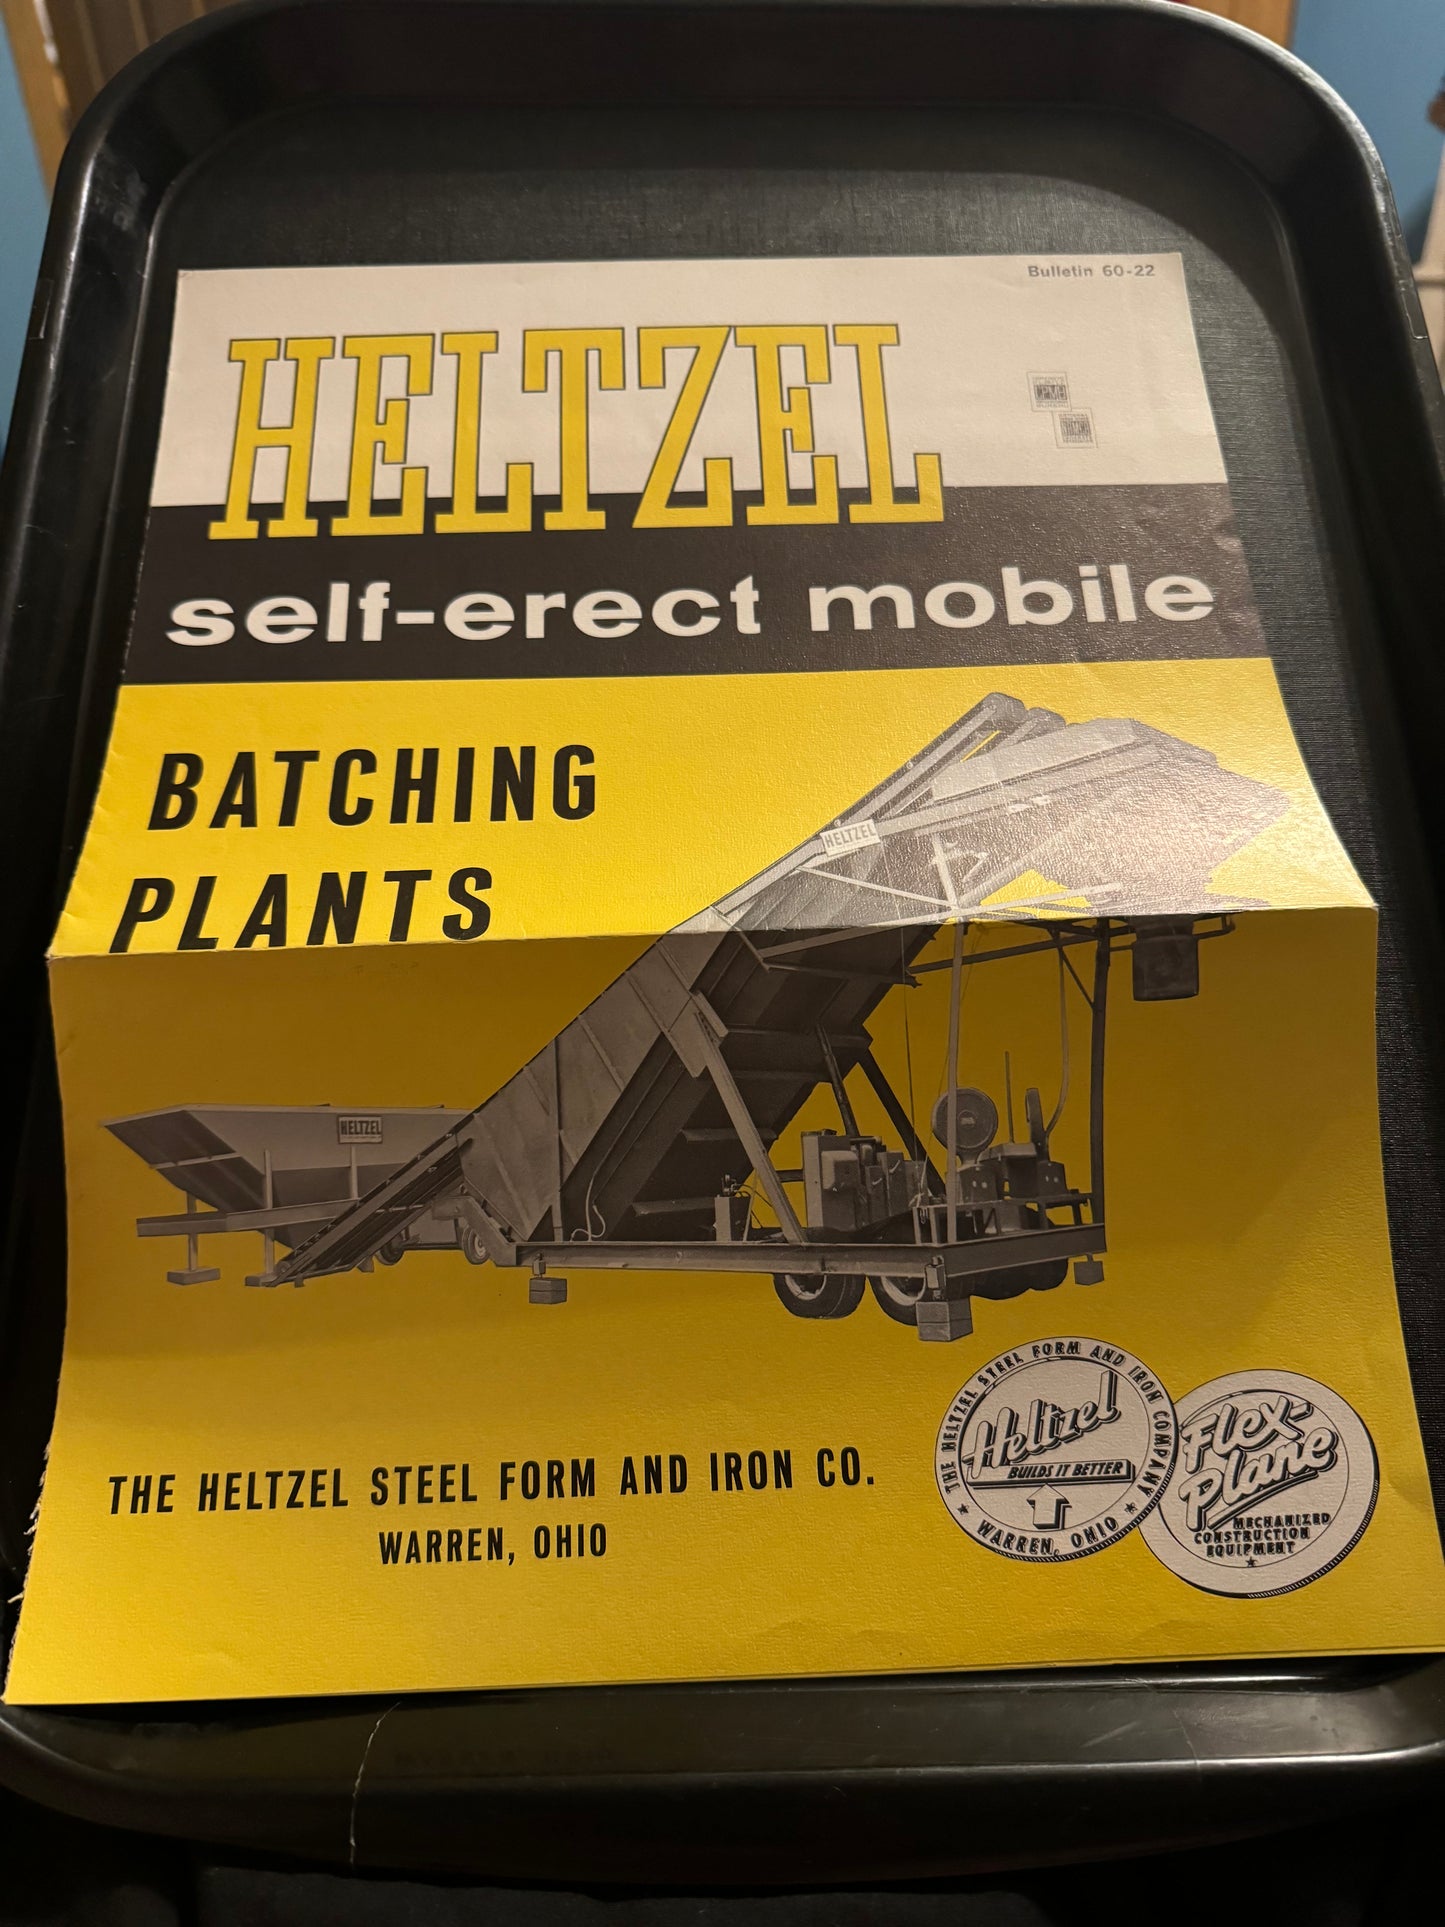 Bulletin 60-22
HELTZEL
CPMB
self-erect mobile
BATCHING
PLANTS
HELTZEL
HELTZEL
THE HELTZEL STEEL FORM AND IRON CO.
WARREN, OHIO
THE HELTZEL STEEL FORM AND IRON COMPANY
Heltzel
BUILDS IT BETTER
★ WARREN, OHIO ★
Flex-
Plane
MECHANIZED
CONSTRUCTION
EQUIPMENT
★